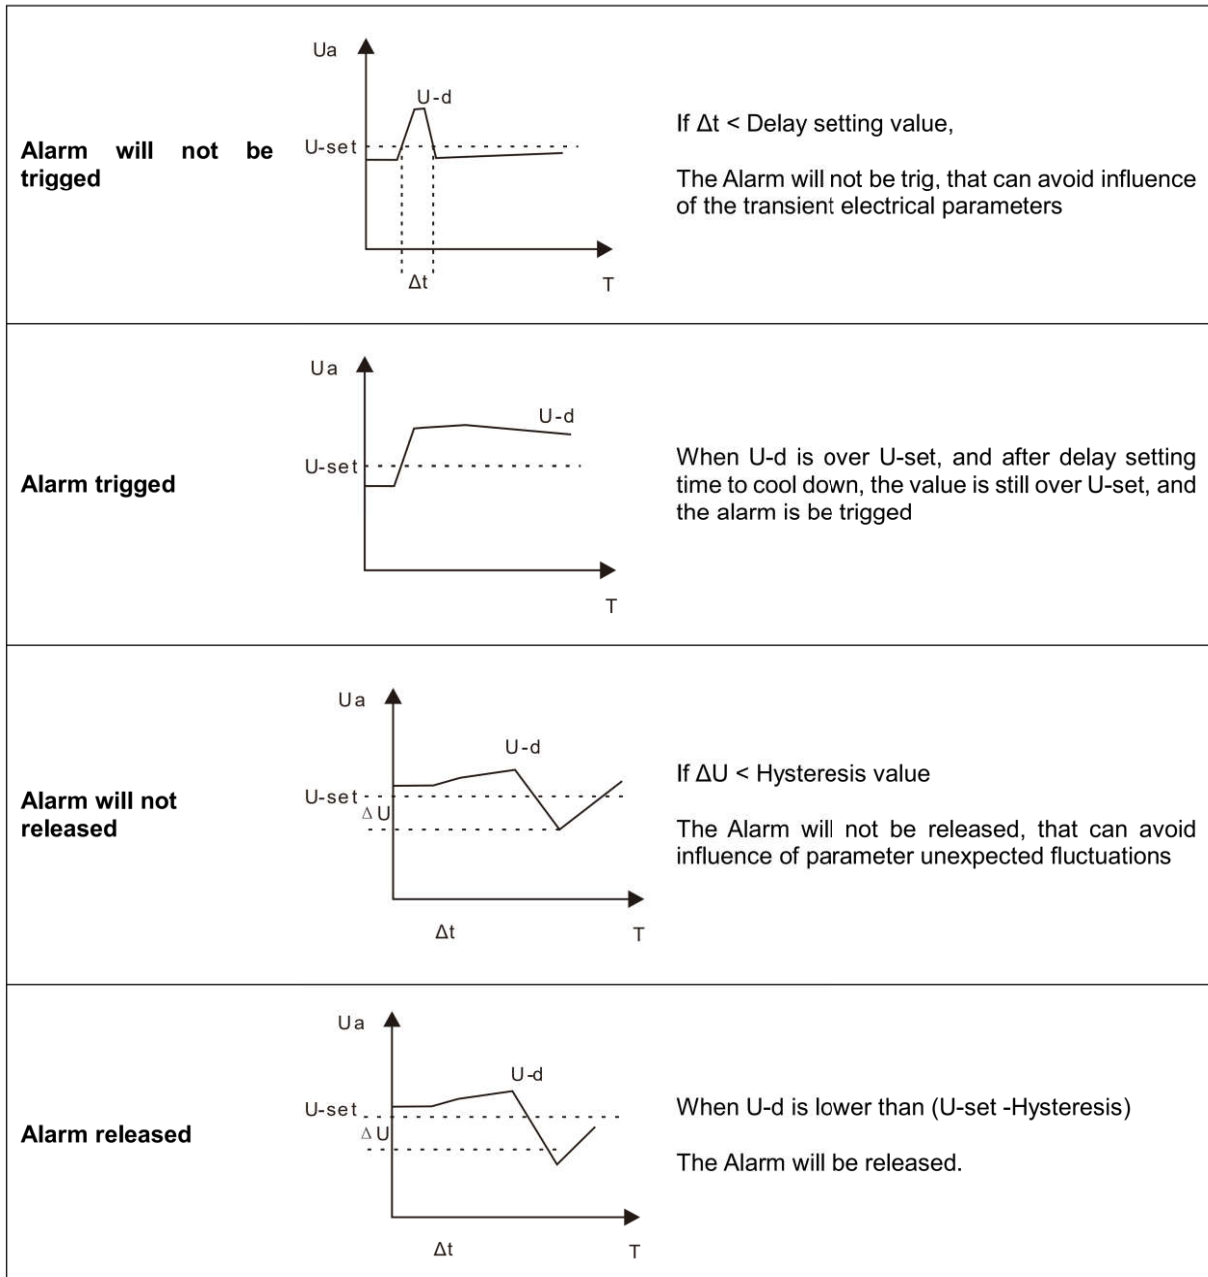 Ua
U-d
U-set
Δt
T
Alarm will not be
trigged
If Δt < Delay setting value,
The Alarm will not be trig, that can avoid influence
of the transient electrical parameters
Ua
U-d
U-set
T
Alarm trigged
When U-d is over U-set, and after delay setting
time to cool down, the value is still over U-set, and
the alarm is be trigged
Ua
U-d
U-set
ΔU
Δt
T
Alarm will not
released
If ΔU < Hysteresis value
The Alarm will not be released, that can avoid
influence of parameter unexpected fluctuations
Ua
U-d
U-set
ΔU
Δt
T
Alarm released
When U-d is lower than (U-set -Hysteresis)
The Alarm will be released.